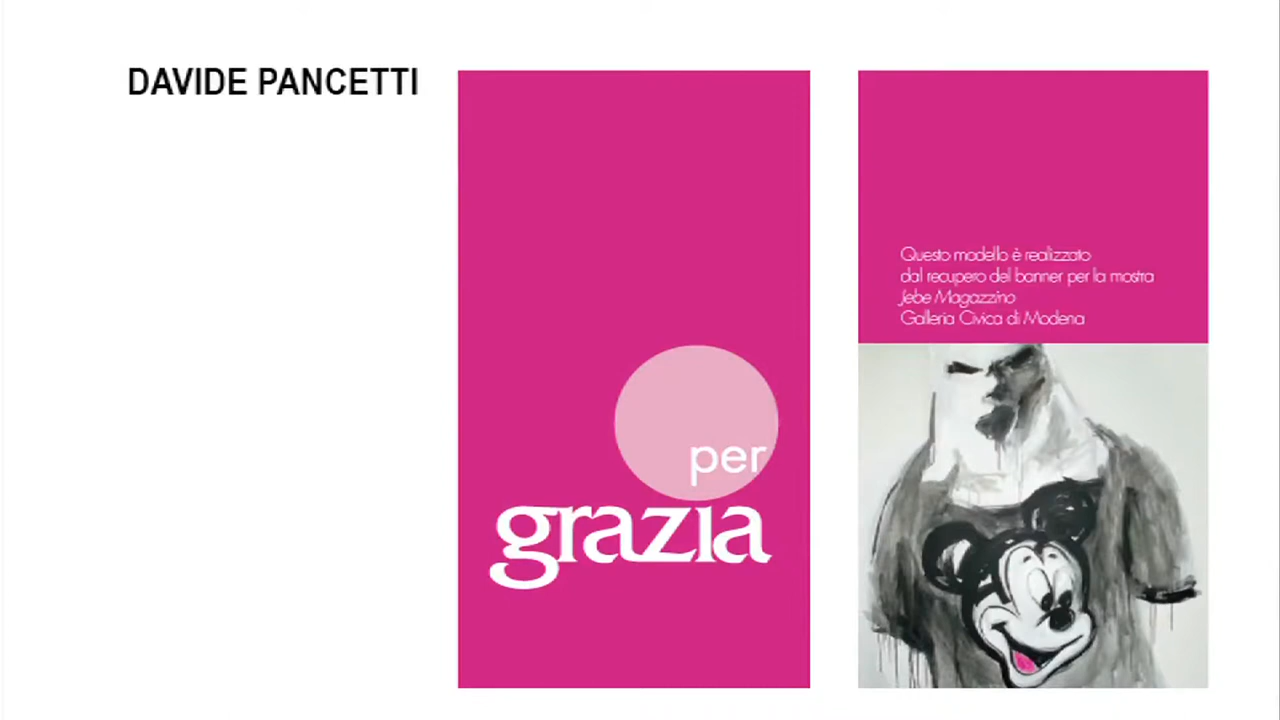 DAVIDE PANCETTI
per
grazia
Questo modello è realizzato
dal recupero del banner per la mostra
Jebe Magazzino
Galleria Civica di Modena